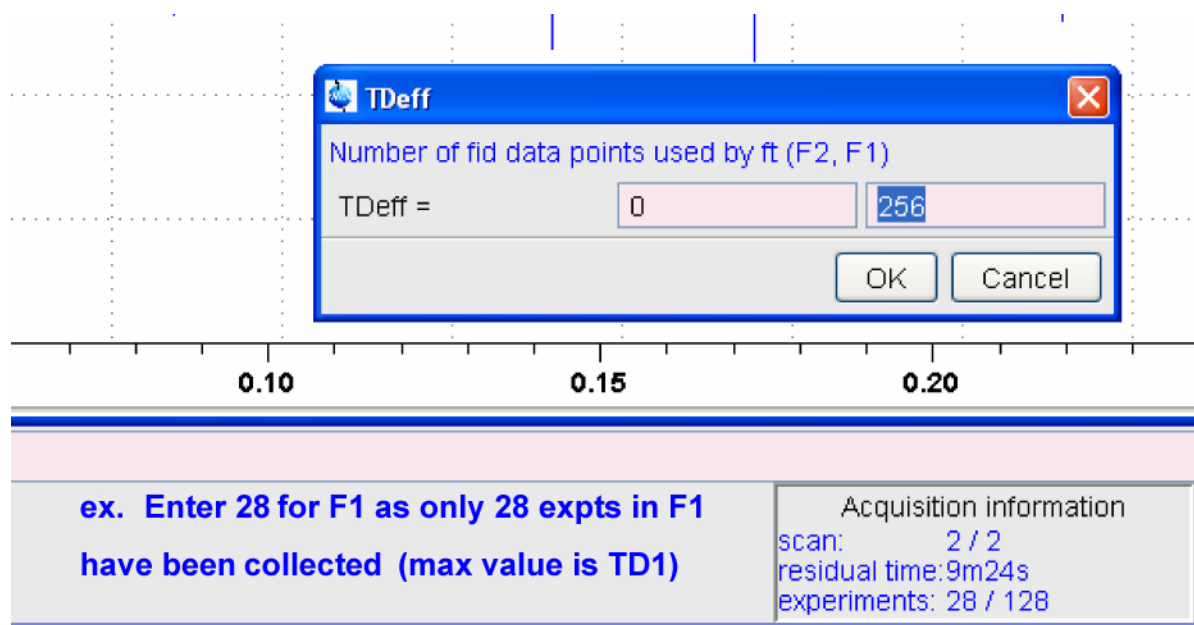 TDeff
Number of fid data points used by ft (F2, F1)
TDeff = 0 256
OK Cancel
0.10 0.15 0.20
ex. Enter 28 for F1 as only 28 expts in F1
have been collected (max value is TD1)
Acquisition information
scan: 2 / 2
residual time:9m24s
experiments: 28 / 128